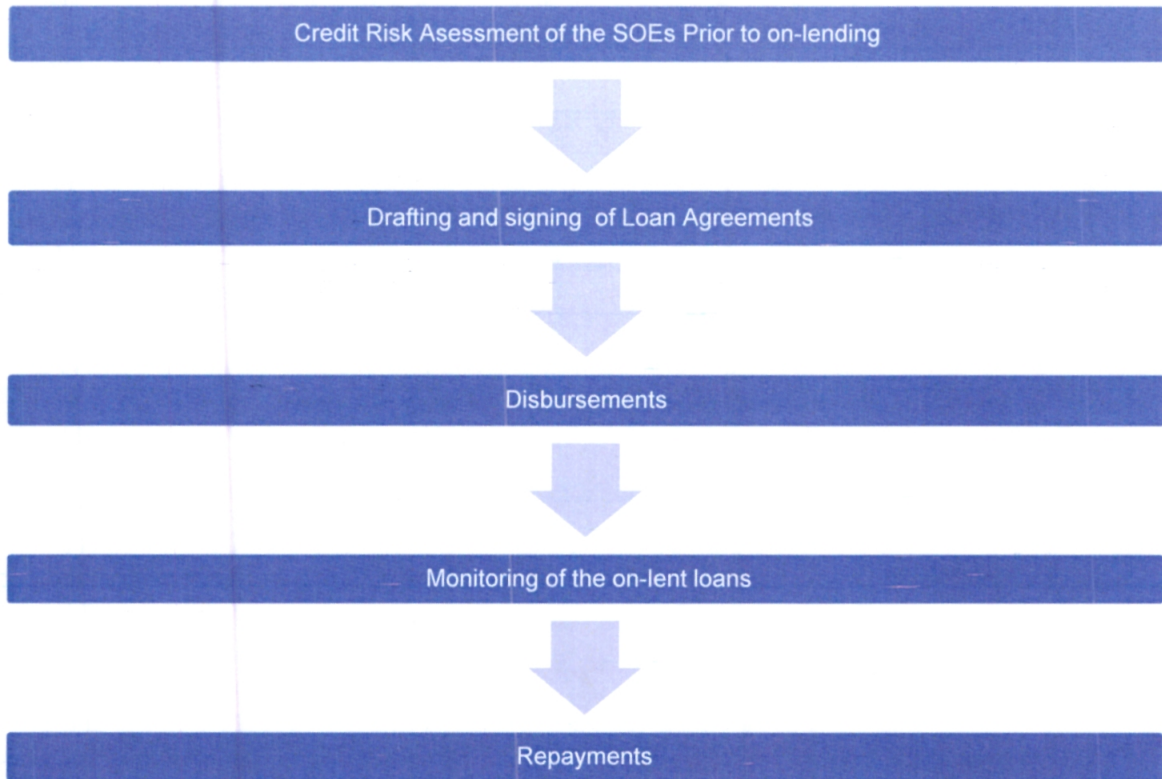 Credit Risk Asessment of the SOEs Prior to on-lending
Drafting and signing of Loan Agreements
Disbursements
Monitoring of the on-lent loans
Repayments